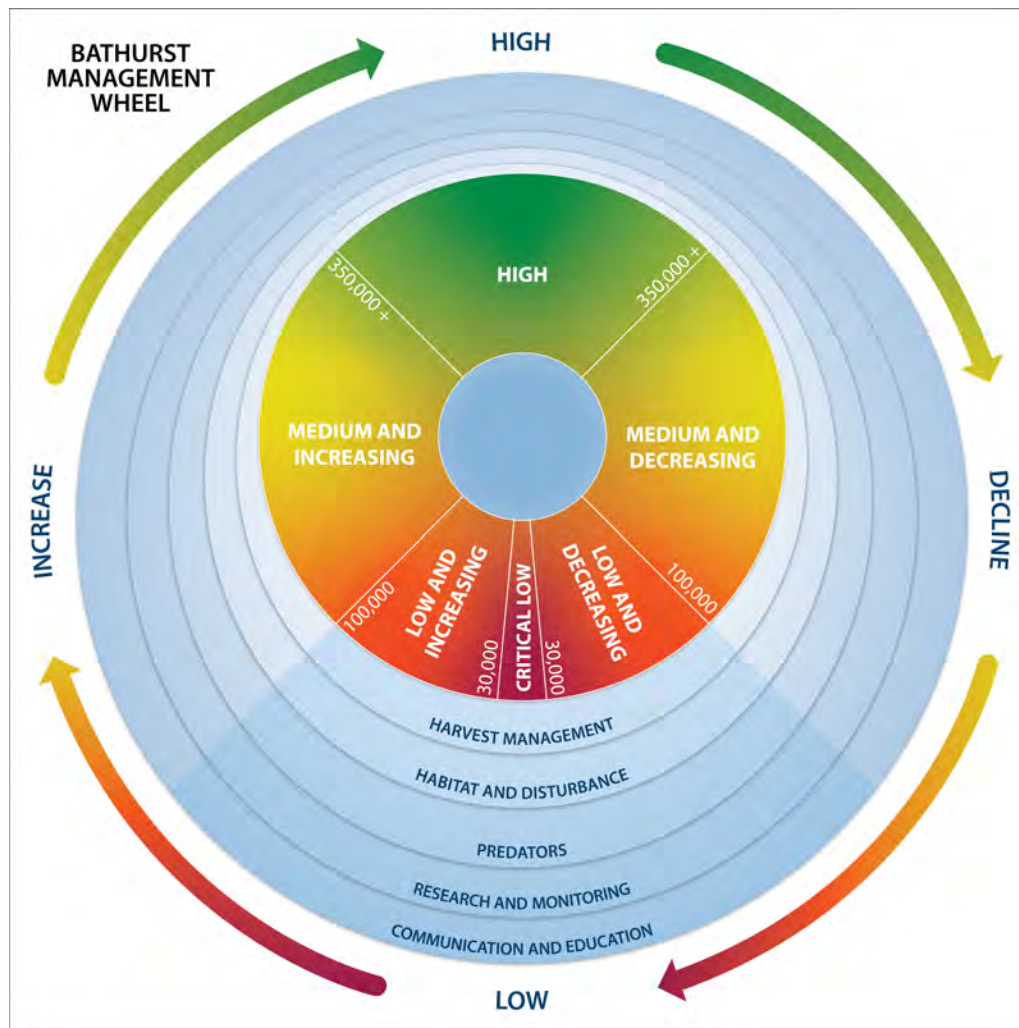 BATHURST
MANAGEMENT
WHEEL
HIGH
350,000 +
HIGH
350,000 +
MEDIUM AND
INCREASING
MEDIUM AND
DECREASING
INCREASE
DECLINE
100,000
LOW AND
INCREASING
30,000
CRITICAL LOW
30,000
LOW AND
DECREASING
100,000
HARVEST MANAGEMENT
HABITAT AND DISTURBANCE
PREDATORS
RESEARCH AND MONITORING
COMMUNICATION AND EDUCATION
LOW